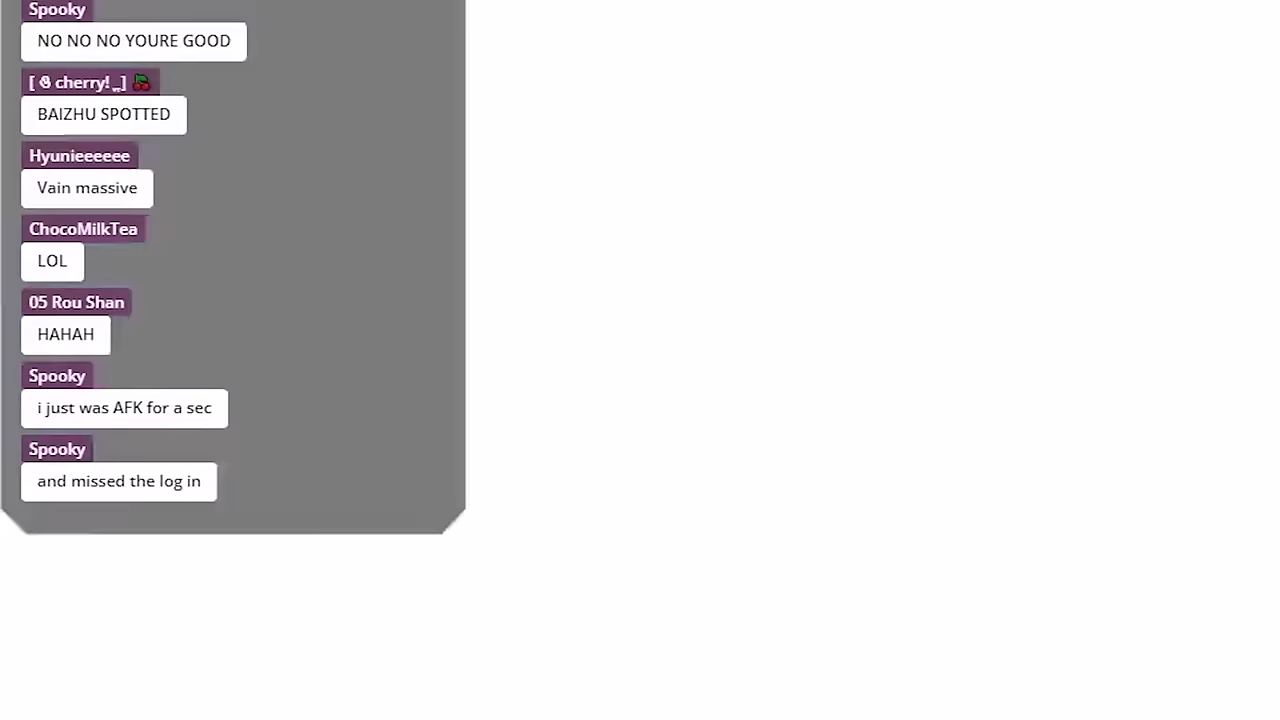 Spooky
NO NO NO YOURE GOOD
cherry!
BAIZHU SPOTTED
Hyunieeeeee
Vain massive
ChocoMilkTea
LOL
05 Rou Shan
HAHAH
Spooky
i just was AFK for a sec
Spooky
and missed the log in